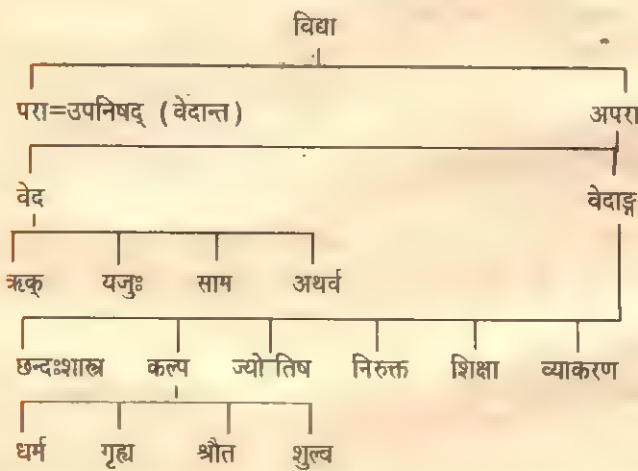 विद्या
परा=उपनिषद् (वेदान्त) अपरा
वेद वेदाङ्ग
ऋक् यजुः साम अथर्व
छन्दःशास्त्र कल्प ज्योतिष निरुक्त शिक्षा व्याकरण
धर्म गृह्य श्रौत शुल्व